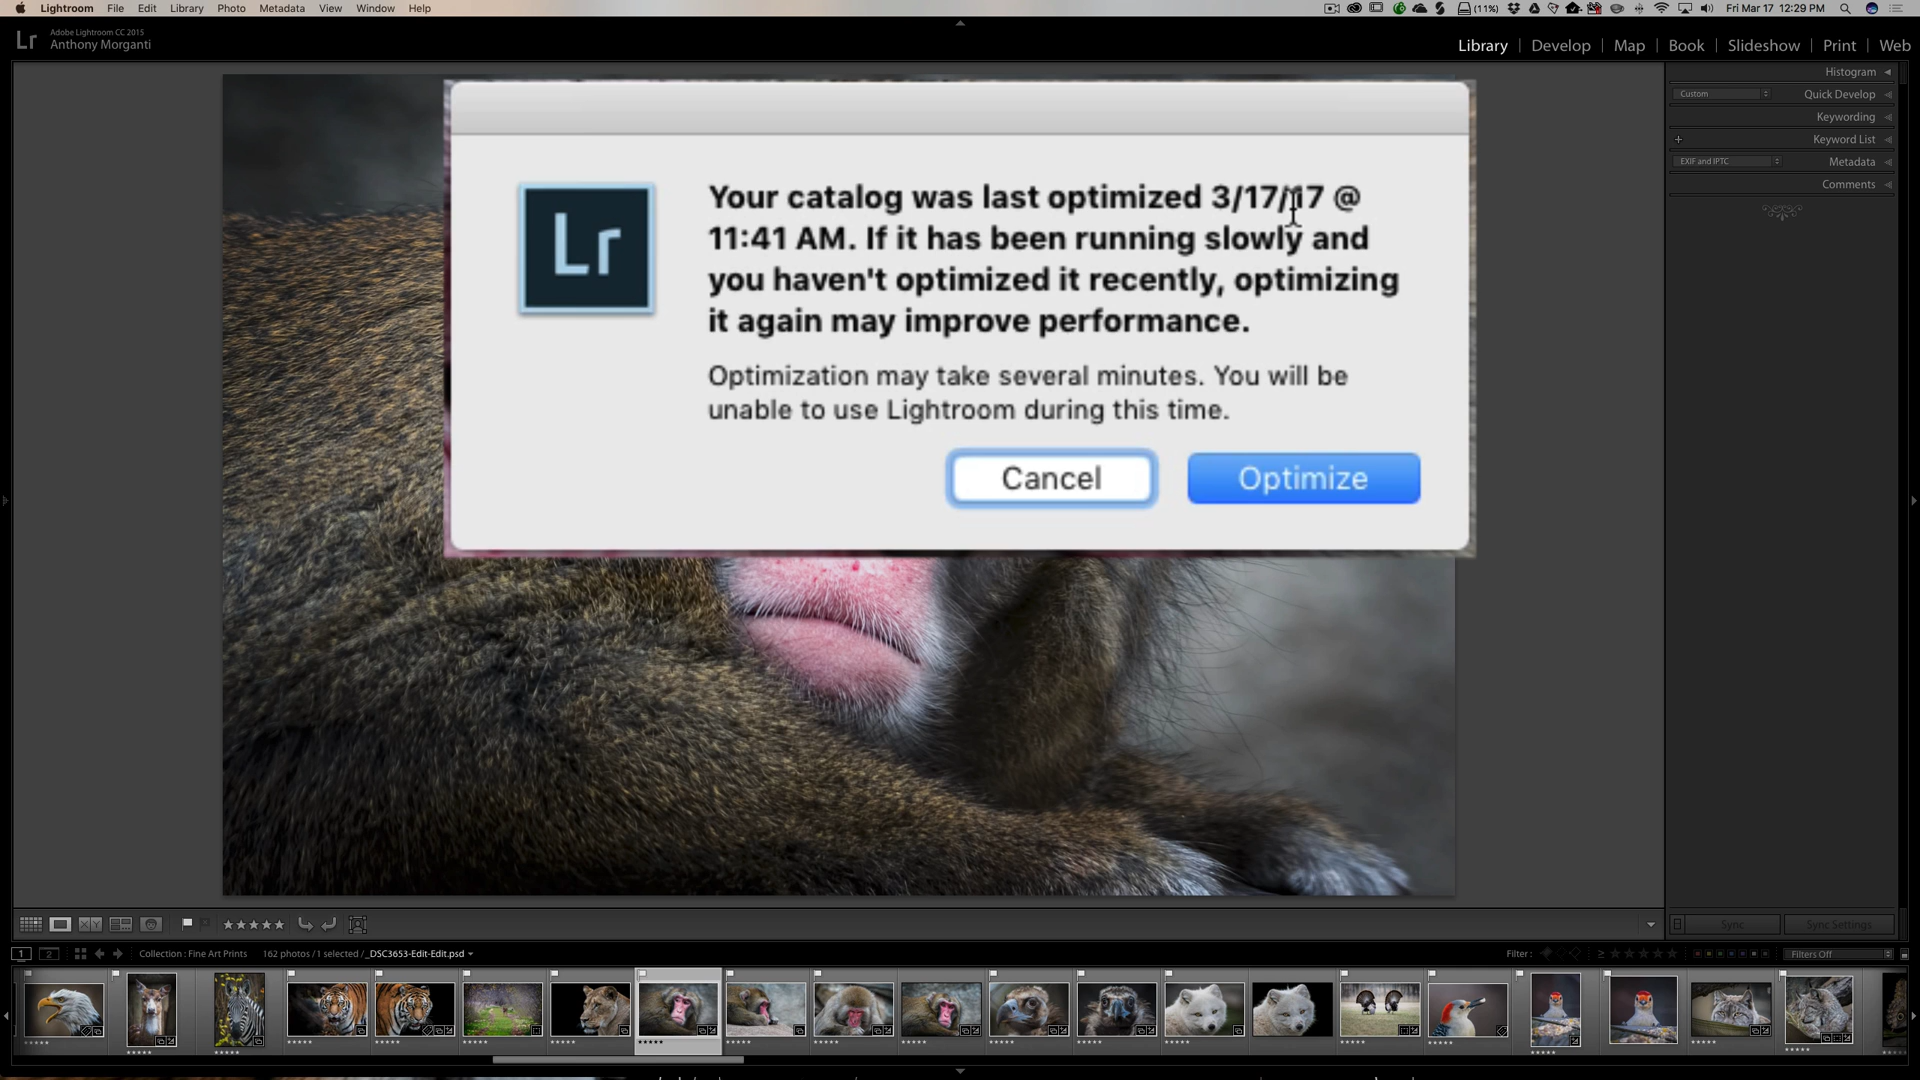 Lightroom File Edit Library Photo Metadata View Window Help
(11%) Fri Mar 17 12:29 PM
Lr Adobe Lightroom CC 2015
Anthony Morganti
Library Develop Map Book Slideshow Print Web
Histogram
Custom Quick Develop
Keywording
+ Keyword List
EXIF and IPTC Metadata
Comments
Lr
Your catalog was last optimized 3/17/17 @
11:41 AM. If it has been running slowly and
you haven't optimized it recently, optimizing
it again may improve performance.
Optimization may take several minutes. You will be
unable to use Lightroom during this time.
Cancel Optimize
XY
Sync Sync Settings
1 2 Collection : Fine Art Prints 162 photos / 1 selected / _DSC3653-Edit-Edit.psd
Filter : ≥ Filters Off